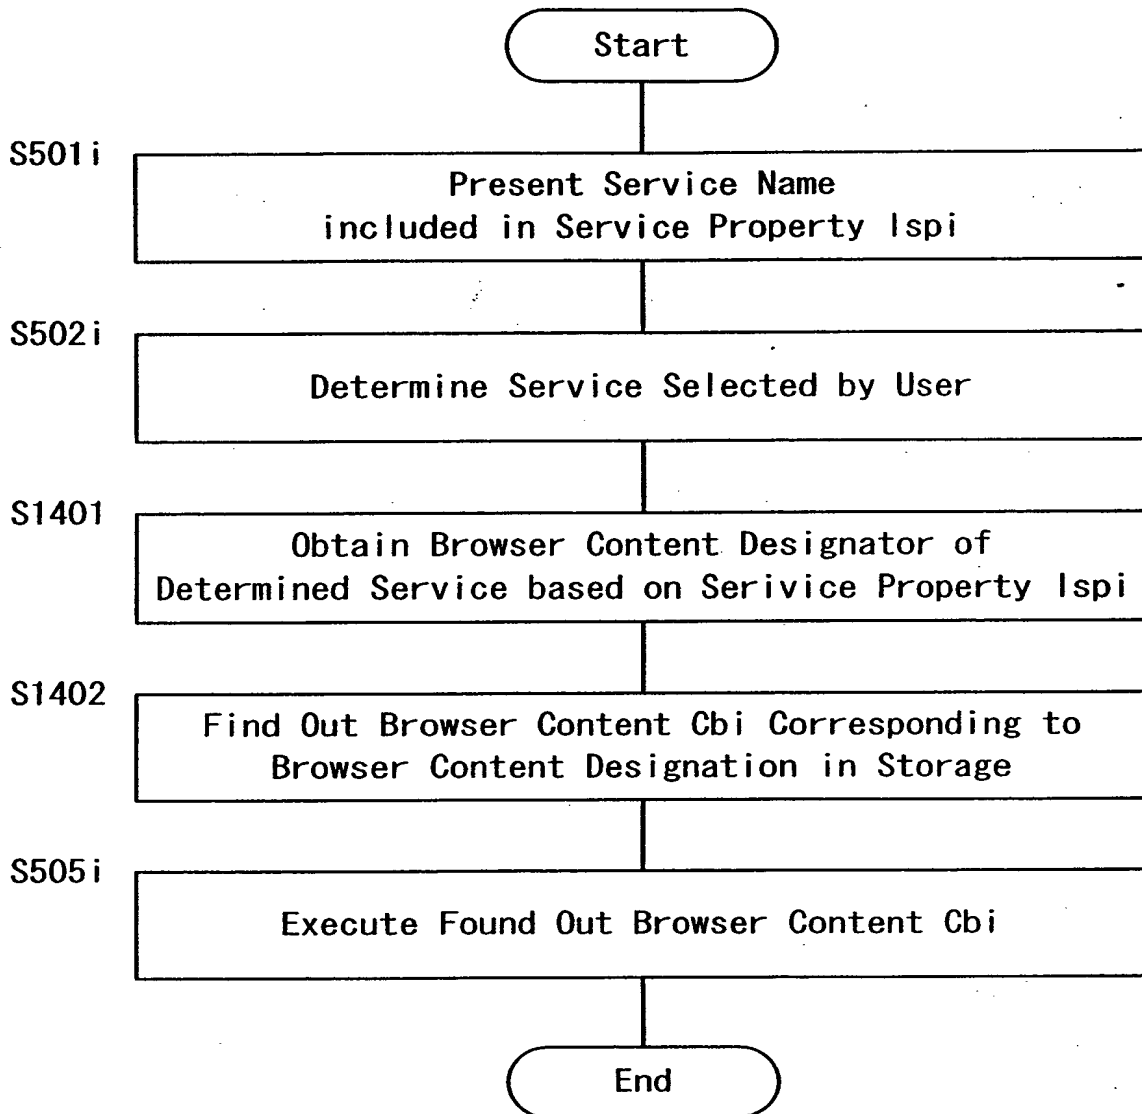 Start
S501i
Present Service Name
included in Service Property Ispi
S502i
Determine Service Selected by User
S1401
Obtain Browser Content Designator of
Determined Service based on Serivice Property Ispi
S1402
Find Out Browser Content Cbi Corresponding to
Browser Content Designation in Storage
S505i
Execute Found Out Browser Content Cbi
End